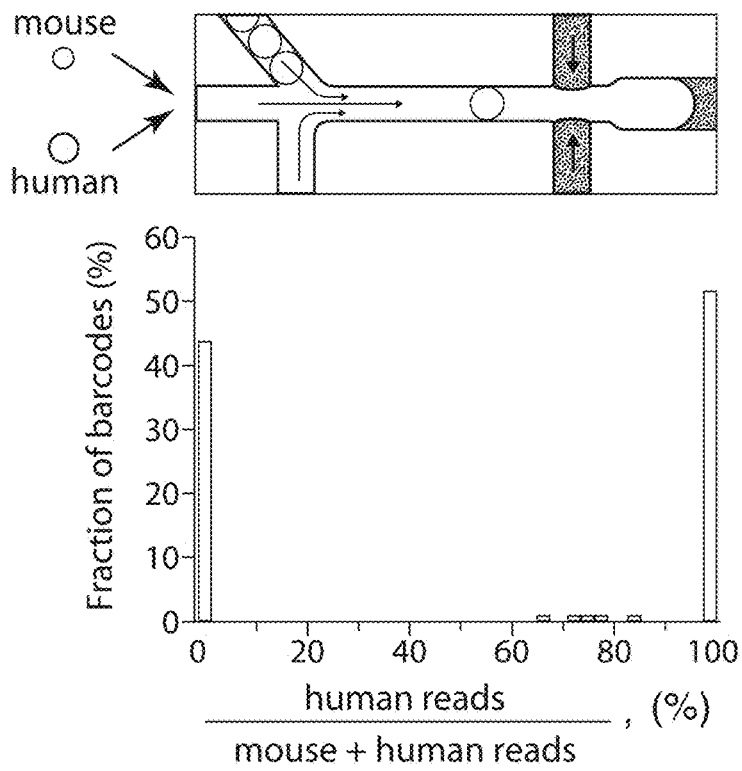 mouse
human
Fraction of barcodes (%)
60
50
40
30
20
10
0
0 20 40 60 80 100
human reads
mouse + human reads , (%)